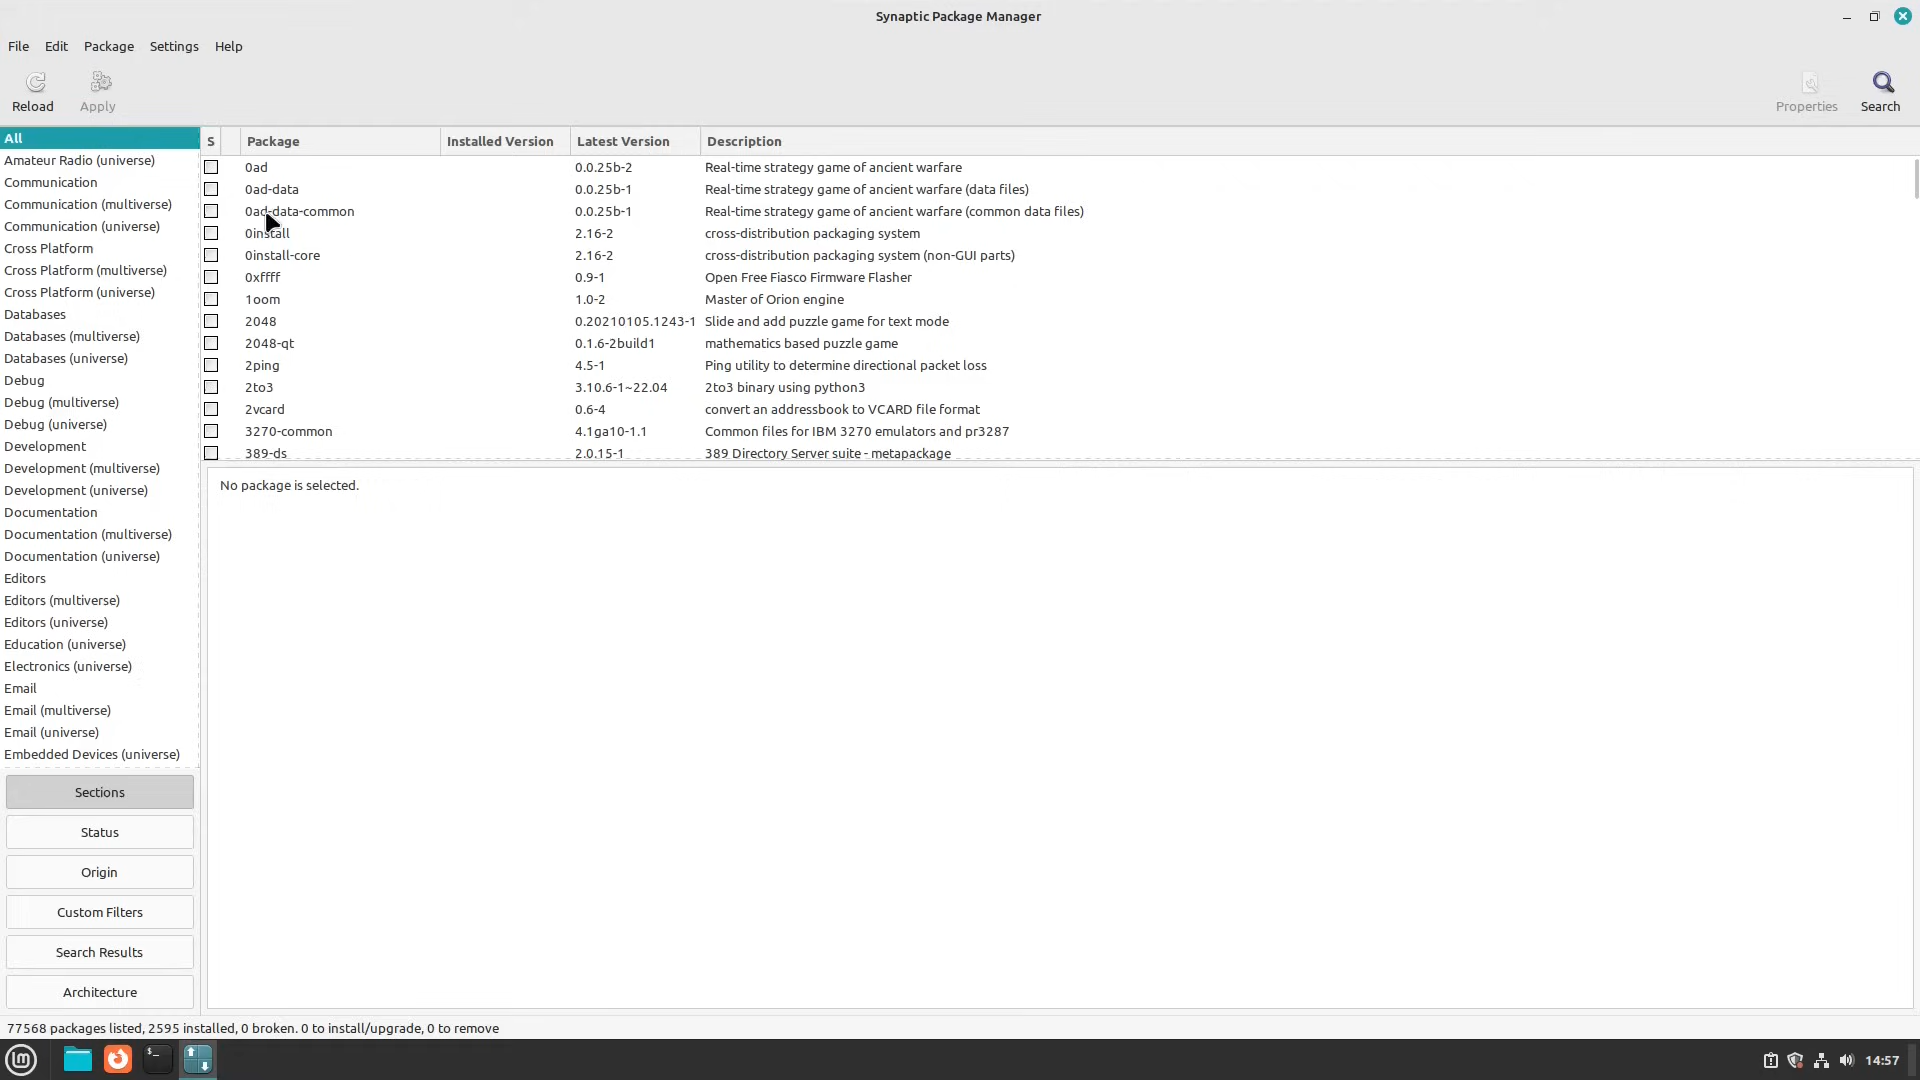 Synaptic Package Manager
File Edit Package Settings Help
Reload Apply Properties Search
All
Amateur Radio (universe)
Communication
Communication (multiverse)
Communication (universe)
Cross Platform
Cross Platform (multiverse)
Cross Platform (universe)
Databases
Databases (multiverse)
Databases (universe)
Debug
Debug (multiverse)
Debug (universe)
Development
Development (multiverse)
Development (universe)
Documentation
Documentation (multiverse)
Documentation (universe)
Editors
Editors (multiverse)
Editors (universe)
Education (universe)
Electronics (universe)
Email
Email (multiverse)
Email (universe)
Embedded Devices (universe)
Sections
Status
Origin
Custom Filters
Search Results
Architecture
S Package Installed Version Latest Version Description
0ad 0.0.25b-2 Real-time strategy game of ancient warfare
0ad-data 0.0.25b-1 Real-time strategy game of ancient warfare (data files)
0ad-data-common 0.0.25b-1 Real-time strategy game of ancient warfare (common data files)
0install 2.16-2 cross-distribution packaging system
0install-core 2.16-2 cross-distribution packaging system (non-GUI parts)
0xffff 0.9-1 Open Free Fiasco Firmware Flasher
1oom 1.0-2 Master of Orion engine
2048 0.20210105.1243-1 Slide and add puzzle game for text mode
2048-qt 0.1.6-2build1 mathematics based puzzle game
2ping 4.5-1 Ping utility to determine directional packet loss
2to3 3.10.6-1~22.04 2to3 binary using python3
2vcard 0.6-4 convert an addressbook to VCARD file format
3270-common 4.1ga10-1.1 Common files for IBM 3270 emulators and pr3287
389-ds 2.0.15-1 389 Directory Server suite - metapackage
No package is selected.
77568 packages listed, 2595 installed, 0 broken. 0 to install/upgrade, 0 to remove
14:57